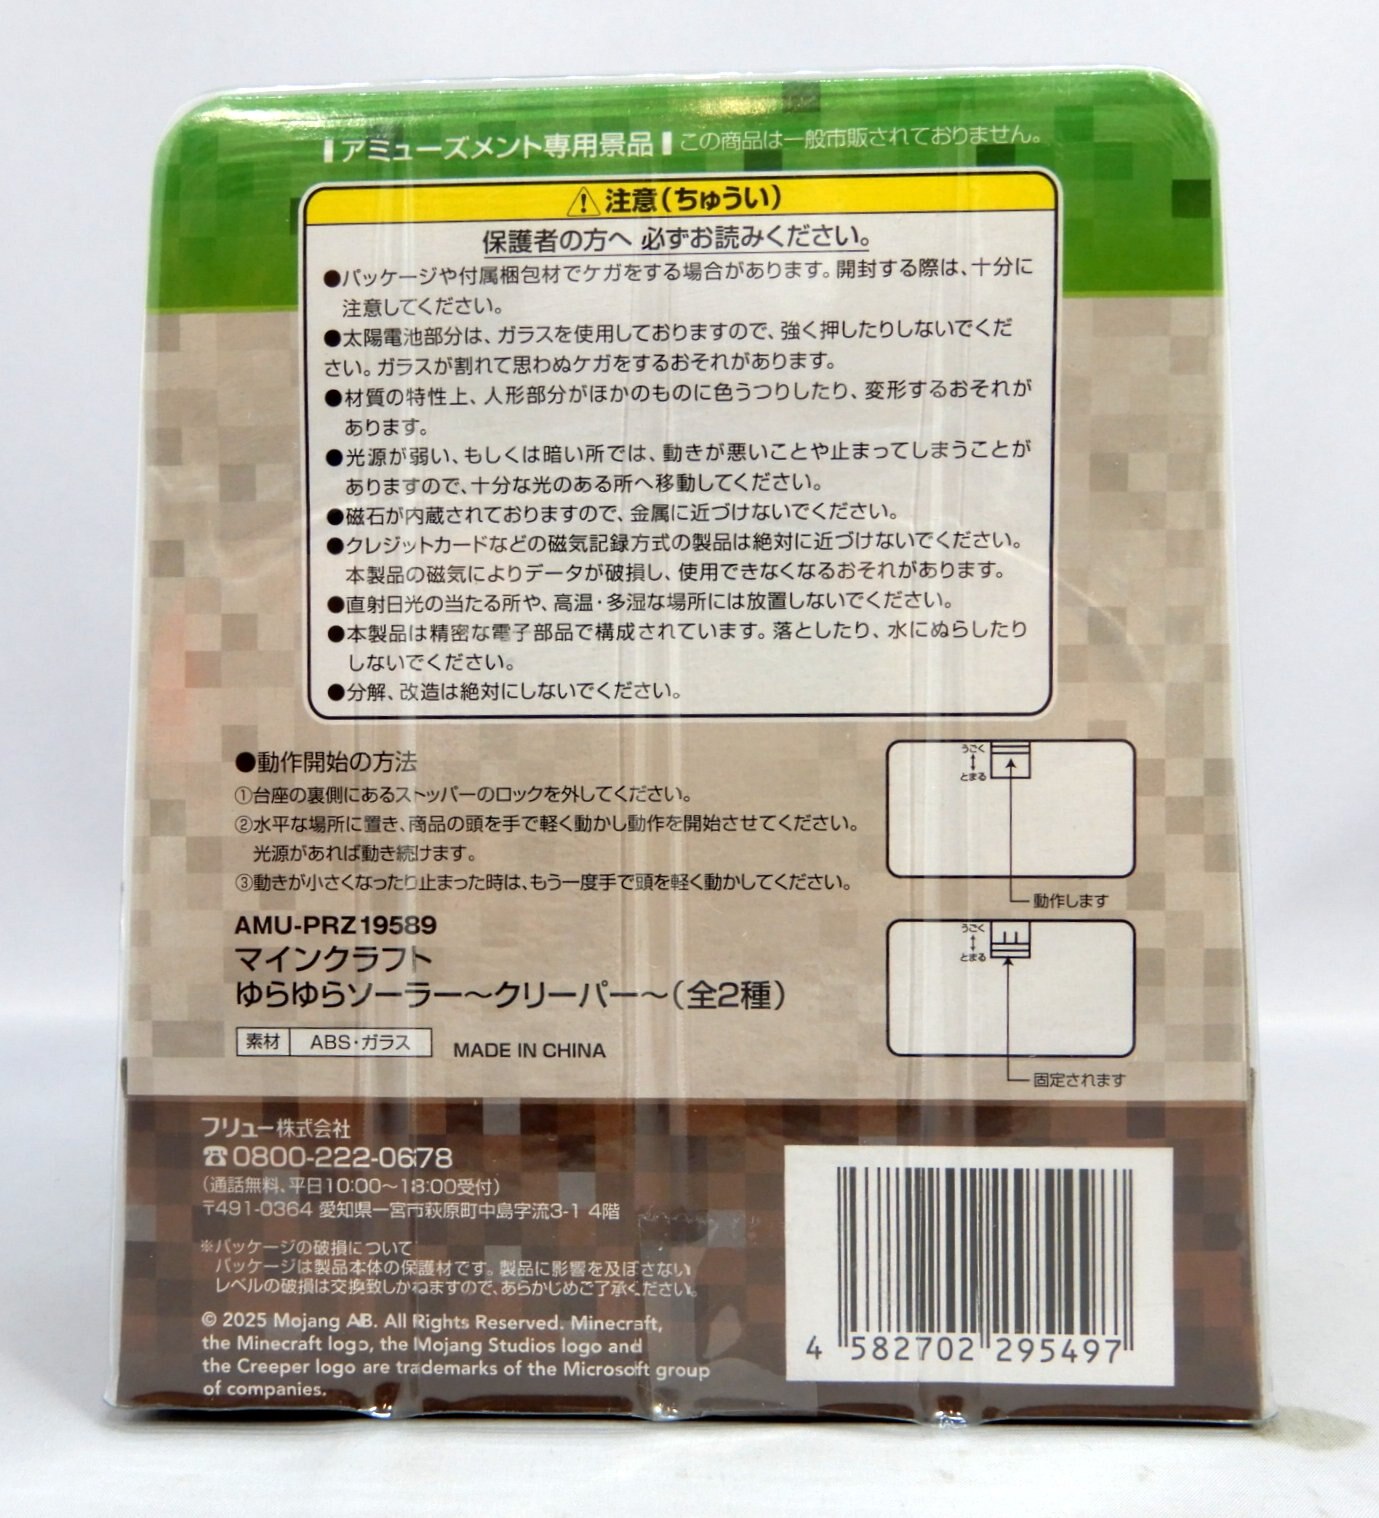 アミューズメント専用景品 この商品は一般市販されておりません。
⚠注意(ちゅうい)
保護者の方へ 必ずお読みください。
●パッケージや付属梱包材でケガをする場合があります。開封する際は、十分に
注意してください。
●太陽電池部分は、ガラスを使用しておりますので、強く押したりしないでくだ
さい。ガラスが割れて思わぬケガをするおそれがあります。
●材質の特性上、人形部分がほかのものに色うつりしたり、変形するおそれが
あります。
●光源が弱い、もしくは暗い所では、動きが悪いことや止まってしまうことが
ありますので、十分な光のある所へ移動してください。
●磁石が内蔵されておりますので、金属に近づけないでください。
●クレジットカードなどの磁気記録方式の製品は絶対に近づけないでください。
本製品の磁気によりデータが破損し、使用できなくなるおそれがあります。
●直射日光の当たる所や、高温・多湿な場所には放置しないでください。
●本製品は精密な電子部品で構成されています。落としたり、水にぬらしたり
しないでください。
●分解、改造は絶対にしないでください。
●動作開始の方法
①台座の裏側にあるストッパーのロックを外してください。
②水平な場所に置き、商品の頭を手で軽く動かし動作を開始させてください。
光源があれば動き続けます。
③動きが小さくなったり止まった時は、もう一度手で頭を軽く動かしてください。
うごく
↕
とまる
動作します
うごく
↕
とまる
固定されます
AMU-PRZ19589
マインクラフト
ゆらゆらソーラー〜クリーパー〜(全2種)
素材 ABS・ガラス MADE IN CHINA
フリュー株式会社
☎0800-222-0678
(通話無料、平日10:00〜18:00受付)
〒491-0364 愛知県一宮市萩原町中島字流3-1 4階
※パッケージの破損について
パッケージは製品本体の保護材です。製品に影響を及ぼさない
レベルの破損は交換致しかねますので、あらかじめご了承ください。
© 2025 Mojang AB. All Rights Reserved. Minecraft,
the Minecraft logo, the Mojang Studios logo and
the Creeper logo are trademarks of the Microsoft group
of companies.
4 582702 295497